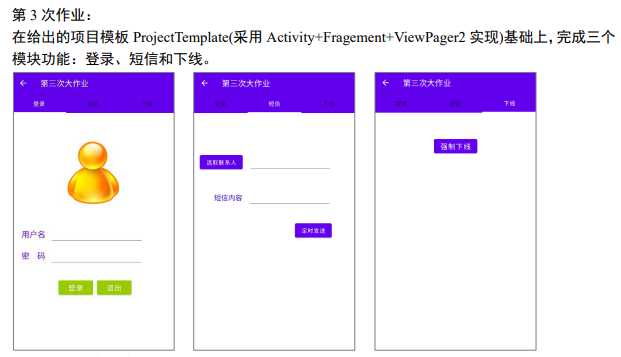 第 3 次作业：
在给出的项目模板 ProjectTemplate(采用 Activity+Fragement+ViewPager2 实现)基础上,完成三个
模块功能：登录、短信和下线。
第三次大作业
登录 短信 下线
用户名
密 码
登录 退出
第三次大作业
登录 短信 下线
选取联系人
短信内容
定时发送
第三次大作业
登录 短信 下线
强制下线